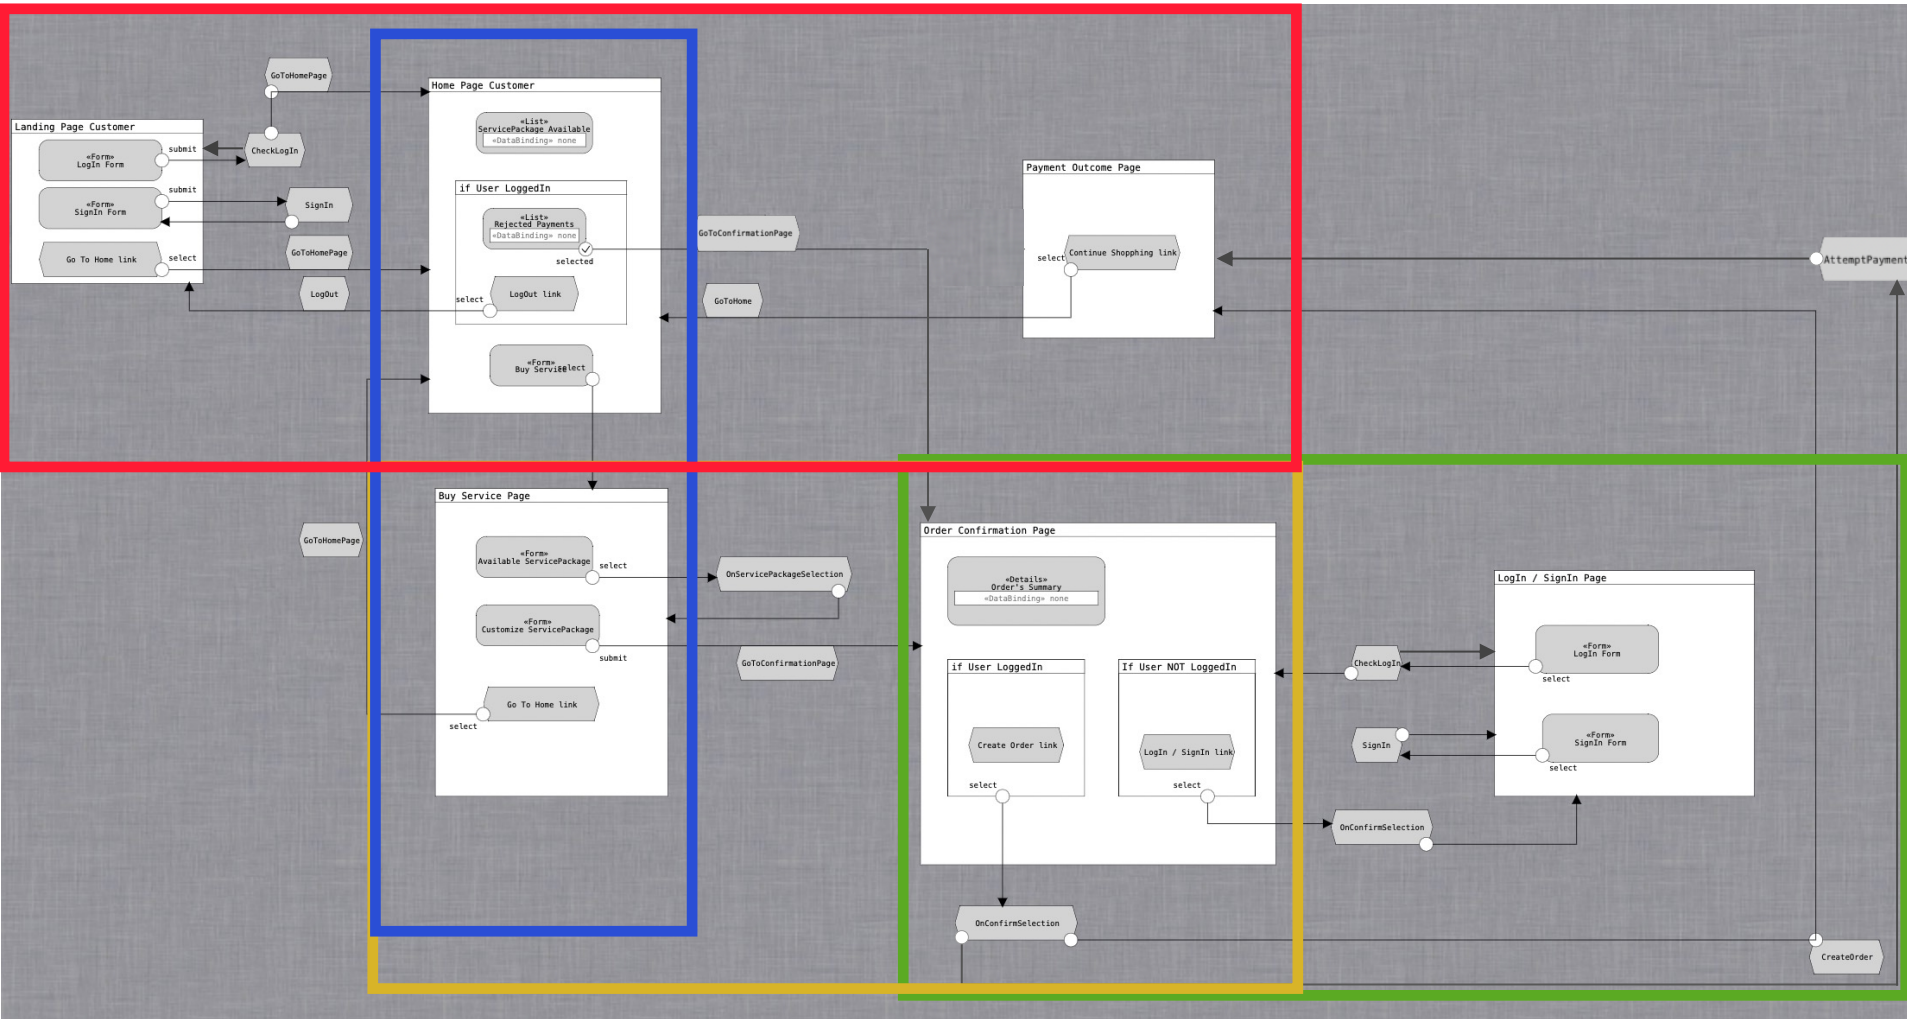 GoToHomePage
Home Page Customer
Landing Page Customer
«Form»
LogIn Form
submit
CheckLogIn
submit
«Form»
SignIn Form
SignIn
GoToHomePage
Go To Home link
select
LogOut
«List»
ServicePackage Available
«DataBinding» none
if User LoggedIn
«List»
Rejected Payments
«DataBinding» none
selected
LogOut link
select
«Form»
Buy Service
select
GoToConfirmationPage
GoToHome
Payment Outcome Page
Continue Shopphing link
select
AttemptPayment
Buy Service Page
GoToHomePage
«Form»
Available ServicePackage
select
OnServicePackageSelection
«Form»
Customize ServicePackage
submit
GoToConfirmationPage
Go To Home link
select
Order Confirmation Page
«Details»
Order's Summary
«DataBinding» none
if User LoggedIn
If User NOT LoggedIn
Create Order link
select
LogIn / SignIn link
select
OnConfirmSelection
LogIn / SignIn Page
«Form»
LogIn Form
select
CheckLogIn
«Form»
SignIn Form
select
SignIn
OnConfirmSelection
CreateOrder